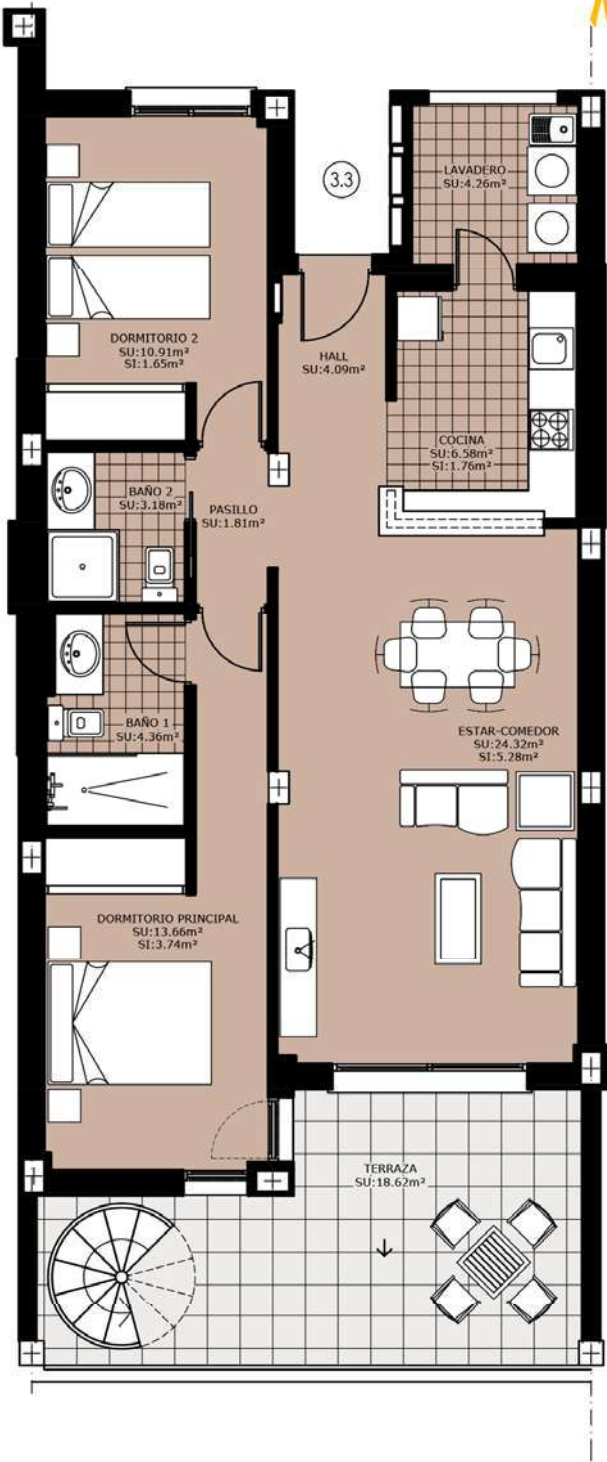 3.3
LAVADERO
SU:4.26m²
DORMITORIO 2
SU:10.91m²
SI:1.65m²
HALL
SU:4.09m²
COCINA
SU:6.58m²
SI:1.76m²
BAÑO 2
SU:3.18m²
PASILLO
SU:1.81m²
BAÑO 1
SU:4.36m²
ESTAR-COMEDOR
SU:24.32m²
SI:5.28m²
DORMITORIO PRINCIPAL
SU:13.66m²
SI:3.74m²
TERRAZA
SU:18.62m²